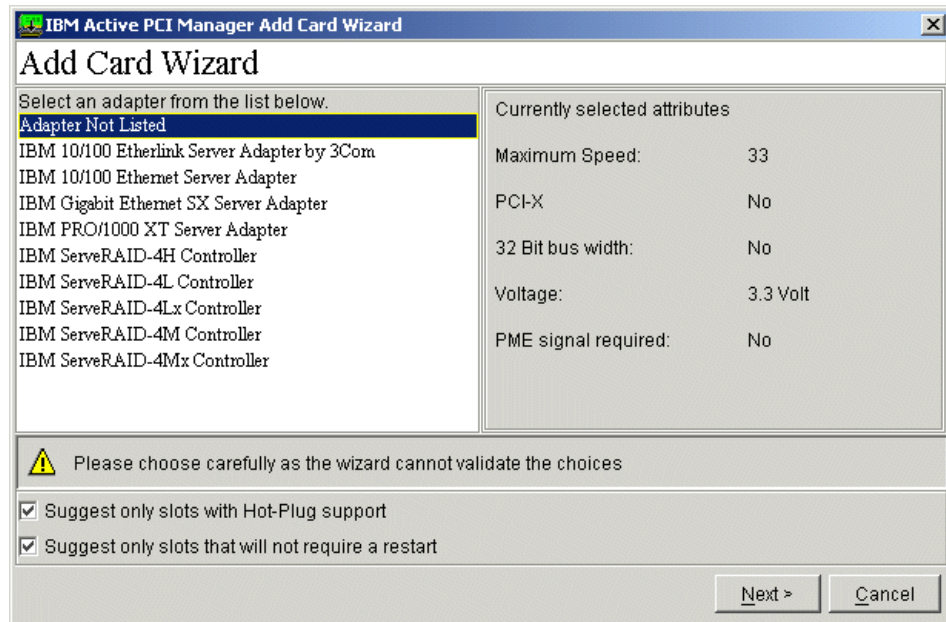 IBM Active PCI Manager Add Card Wizard
Add Card Wizard
Select an adapter from the list below.
Adapter Not Listed
IBM 10/100 Etherlink Server Adapter by 3Com
IBM 10/100 Ethernet Server Adapter
IBM Gigabit Ethernet SX Server Adapter
IBM PRO/1000 XT Server Adapter
IBM ServeRAID-4H Controller
IBM ServeRAID-4L Controller
IBM ServeRAID-4Lx Controller
IBM ServeRAID-4M Controller
IBM ServeRAID-4Mx Controller
Currently selected attributes
Maximum Speed: 33
PCI-X No
32 Bit bus width: No
Voltage: 3.3 Volt
PME signal required: No
Please choose carefully as the wizard cannot validate the choices
Suggest only slots with Hot-Plug support
Suggest only slots that will not require a restart
Next > Cancel